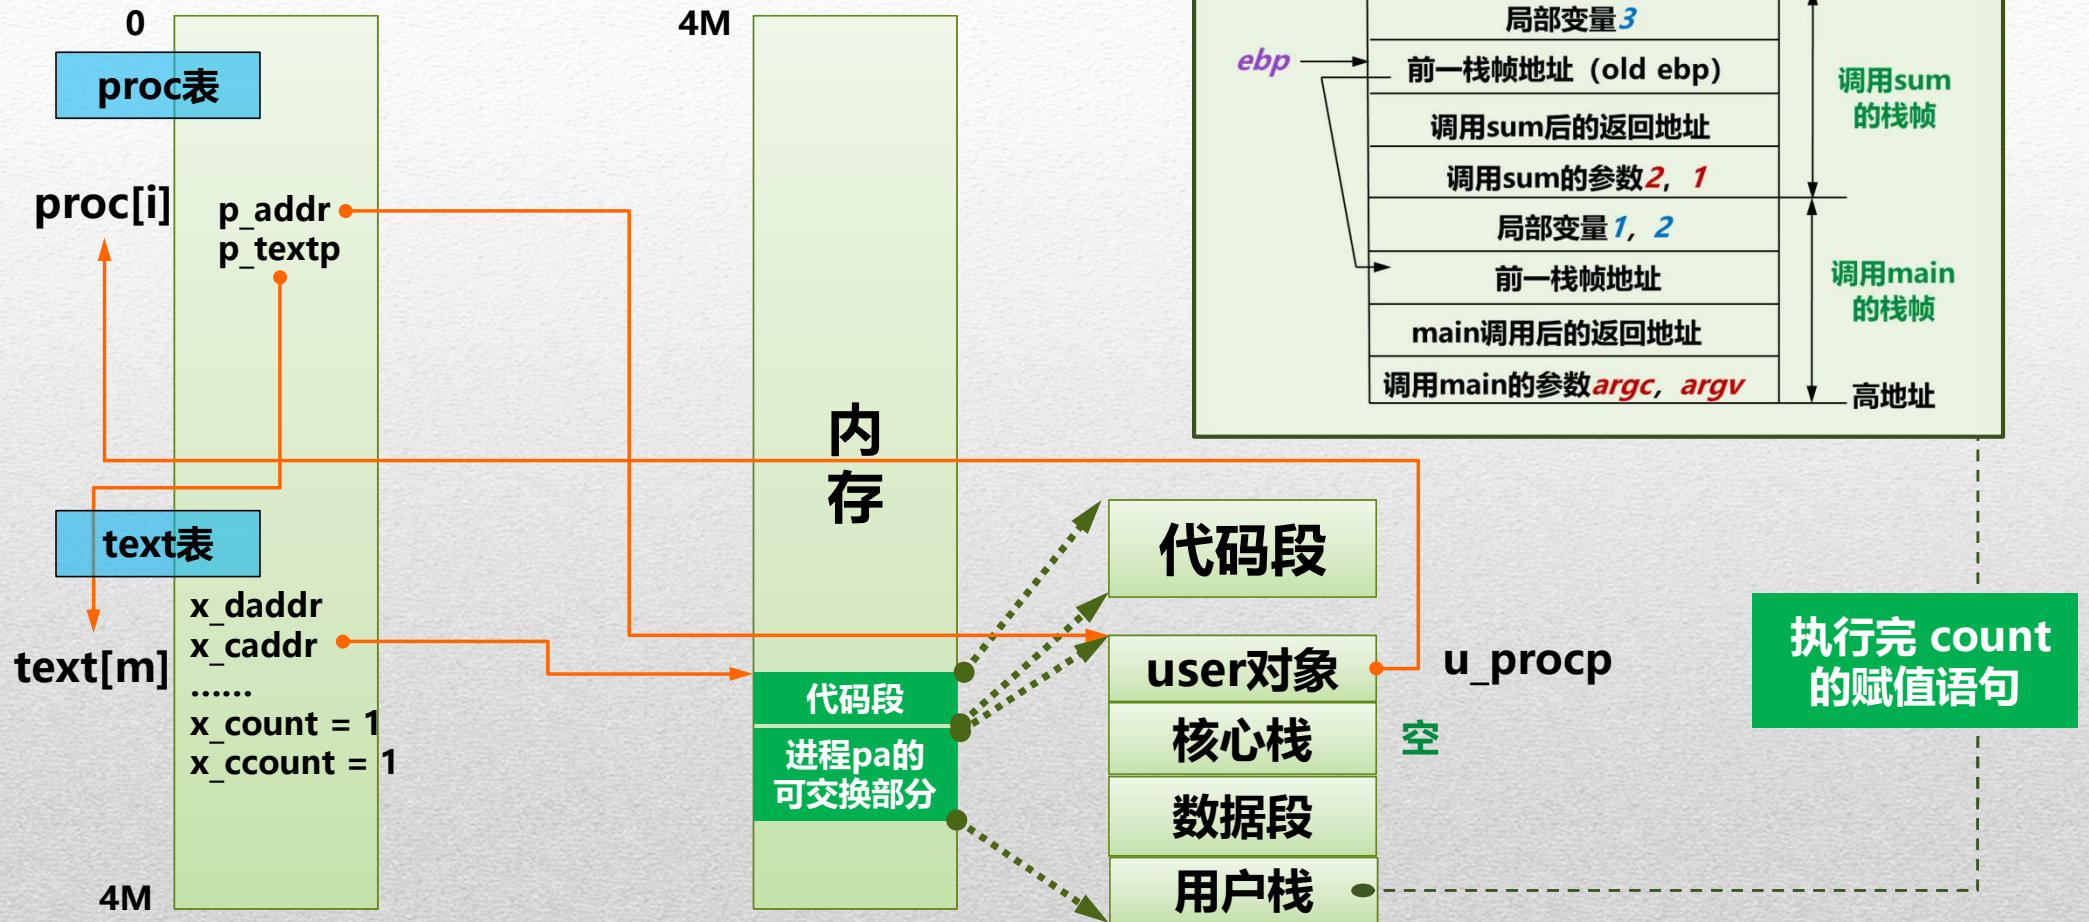 0
proc表
proc[i]
p_addr
p_textp
text表
text[m]
x_daddr
x_caddr
......
x_count = 1
x_ccount = 1
4M
4M
内
存
代码段
进程pa的
可交换部分
代码段
user对象
核心栈
数据段
用户栈
u_procp
空
局部变量3
ebp
前一栈帧地址（old ebp）
调用sum后的返回地址
调用sum的参数2，1
调用sum
的栈帧
局部变量1，2
前一栈帧地址
main调用后的返回地址
调用main的参数argc，argv
调用main
的栈帧
高地址
执行完 count
的赋值语句